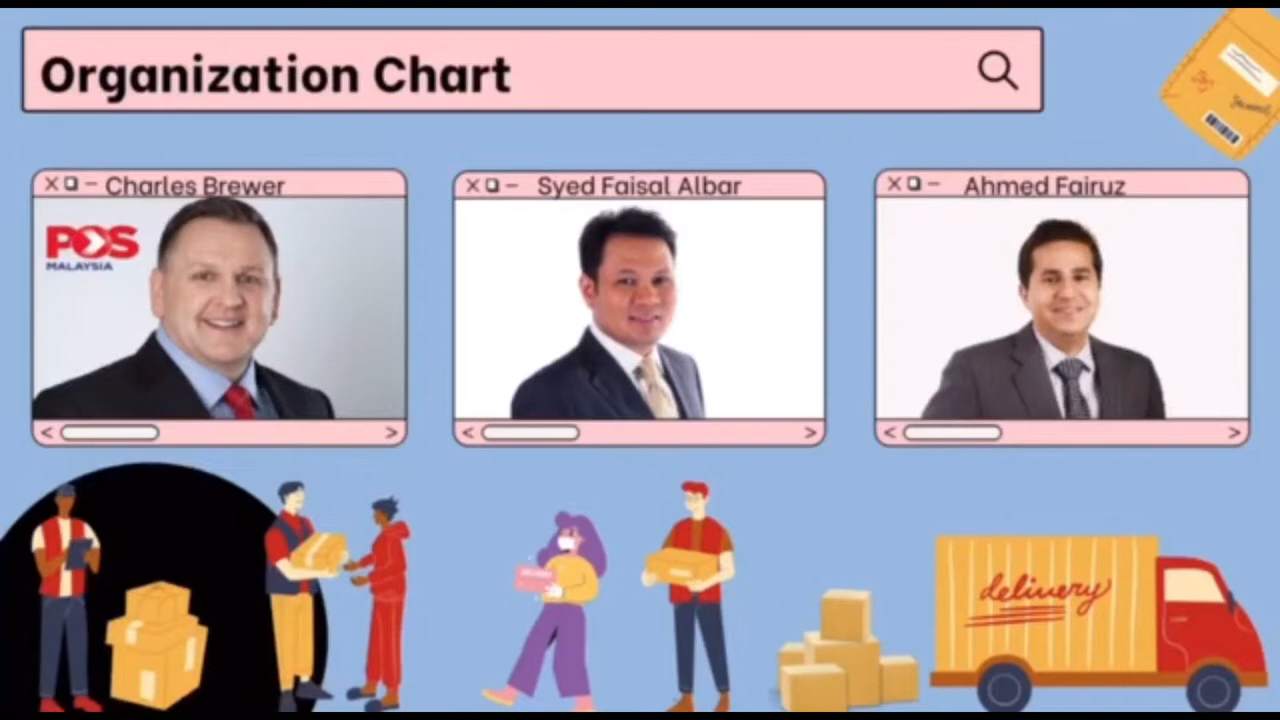 Organization Chart
Charles Brewer
Syed Faisal Albar
Ahmed Fairuz
POS
MALAYSIA
delivery